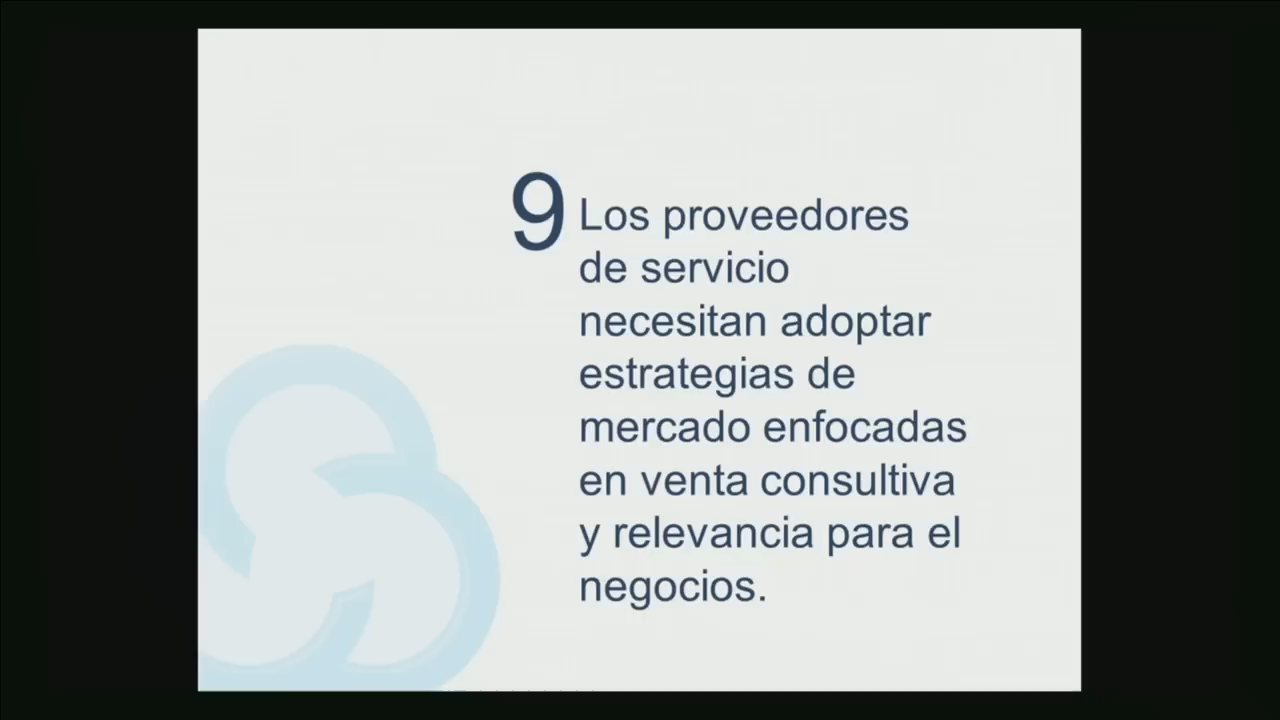 9 Los proveedores
de servicio
necesitan adoptar
estrategias de
mercado enfocadas
en venta consultiva
y relevancia para el
negocios.